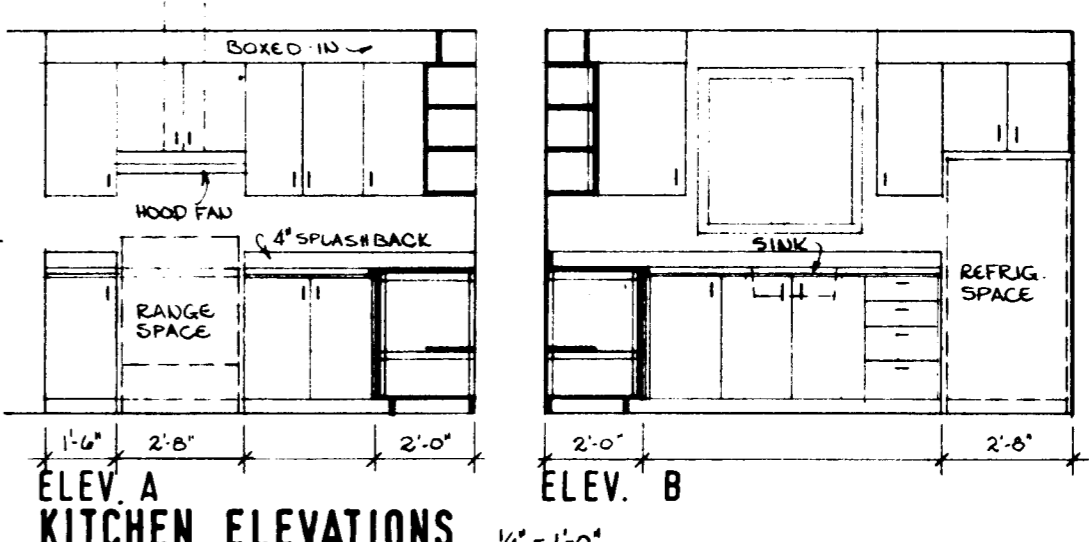 BOXED-IN
HOOD FAN
4" SPLASHBACK
RANGE
SPACE
1'-6"
2'-8"
2'-0"
ELEV. A
SINK
REFRIG.
SPACE
2'-0"
2'-8"
ELEV. B
KITCHEN ELEVATIONS
1/4" = 1'-0"